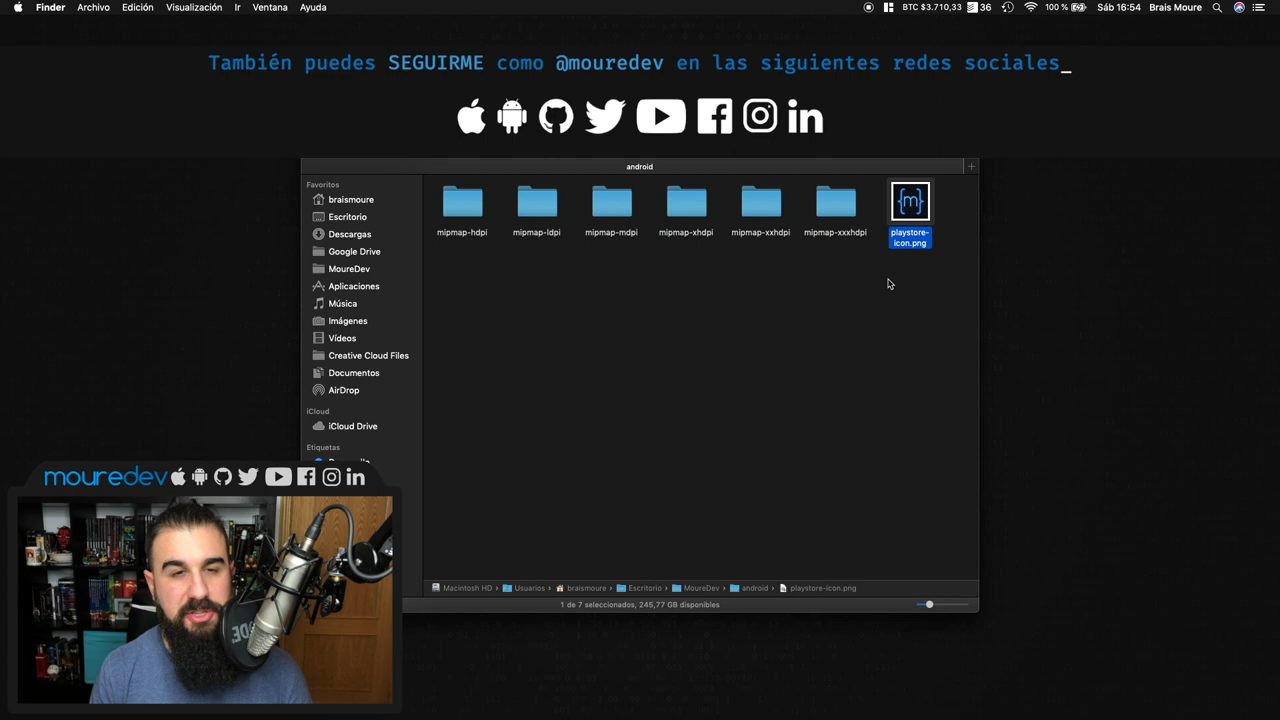 Finder Archivo Edición Visualización Ir Ventana Ayuda
BTC $3.710,33 36 100 % Sáb 16:54 Brais Moure
También puedes SEGUIRME como @mouredev en las siguientes redes sociales_
android
Favoritos
braismoure
Escritorio
Descargas
Google Drive
MoureDev
Aplicaciones
Música
Imágenes
Vídeos
Creative Cloud Files
Documentos
AirDrop
iCloud
iCloud Drive
Etiquetas
mipmap-hdpi
mipmap-ldpi
mipmap-mdpi
mipmap-xhdpi
mipmap-xxhdpi
mipmap-xxxhdpi
{m}
playstore-
icon.png
Macintosh HD › Usuarios › braismoure › Escritorio › MoureDev › android › playstore-icon.png
1 de 7 seleccionados, 245,77 GB disponibles
mouredev